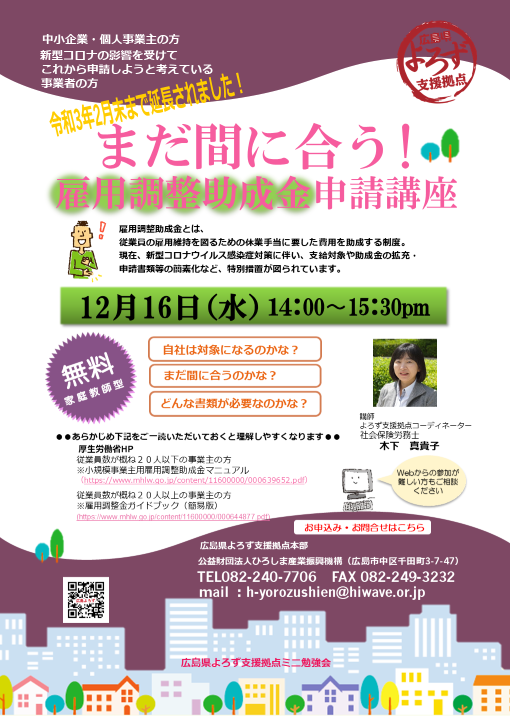 中小企業・個人事業主の方
新型コロナの影響を受けて
これから申請しようと考えている
事業者の方
広島県
よろず
支援拠点
令和3年2月末まで延長されました！
まだ間に合う！
雇用調整助成金申請講座
雇用調整助成金とは、
従業員の雇用維持を図るための休業手当に要した費用を助成する制度。
現在、新型コロナウイルス感染症対策に伴い、支給対象や助成金の拡充・
申請書類等の簡素化など、特別措置が図られています。
12月16日（水）14:00～15:30pm
無料
家庭教師型
自社は対象になるのかな？
まだ間に合うのかな？
どんな書類が必要なのかな？
講師
よろず支援拠点コーディネーター
社会保険労務士
木下　真貴子
●●あらかじめ下記をご一読いただいておくと理解しやすくなります●●
厚生労働省HP
従業員数が概ね２０人以下の事業主の方
※小規模事業主用雇用調整助成金マニュアル
（https://www.mhlw.go.jp/content/11600000/000639652.pdf）
従業員数が概ね２０人以上の事業主の方
※雇用調整金ガイドブック（簡易版）
(https://www.mhlw.go.jp/content/11600000/000644877.pdf)
Webからの参加が
難しい方もご相談
ください
お申込み・お問合せはこちら
広島県よろず支援拠点本部
公益財団法人ひろしま産業振興機構（広島市中区千田町3-7-47）
TEL082-240-7706　FAX 082-249-3232
mail ：h-yorozushien@hiwave.or.jp
広島県よろず支援拠点ミニ勉強会